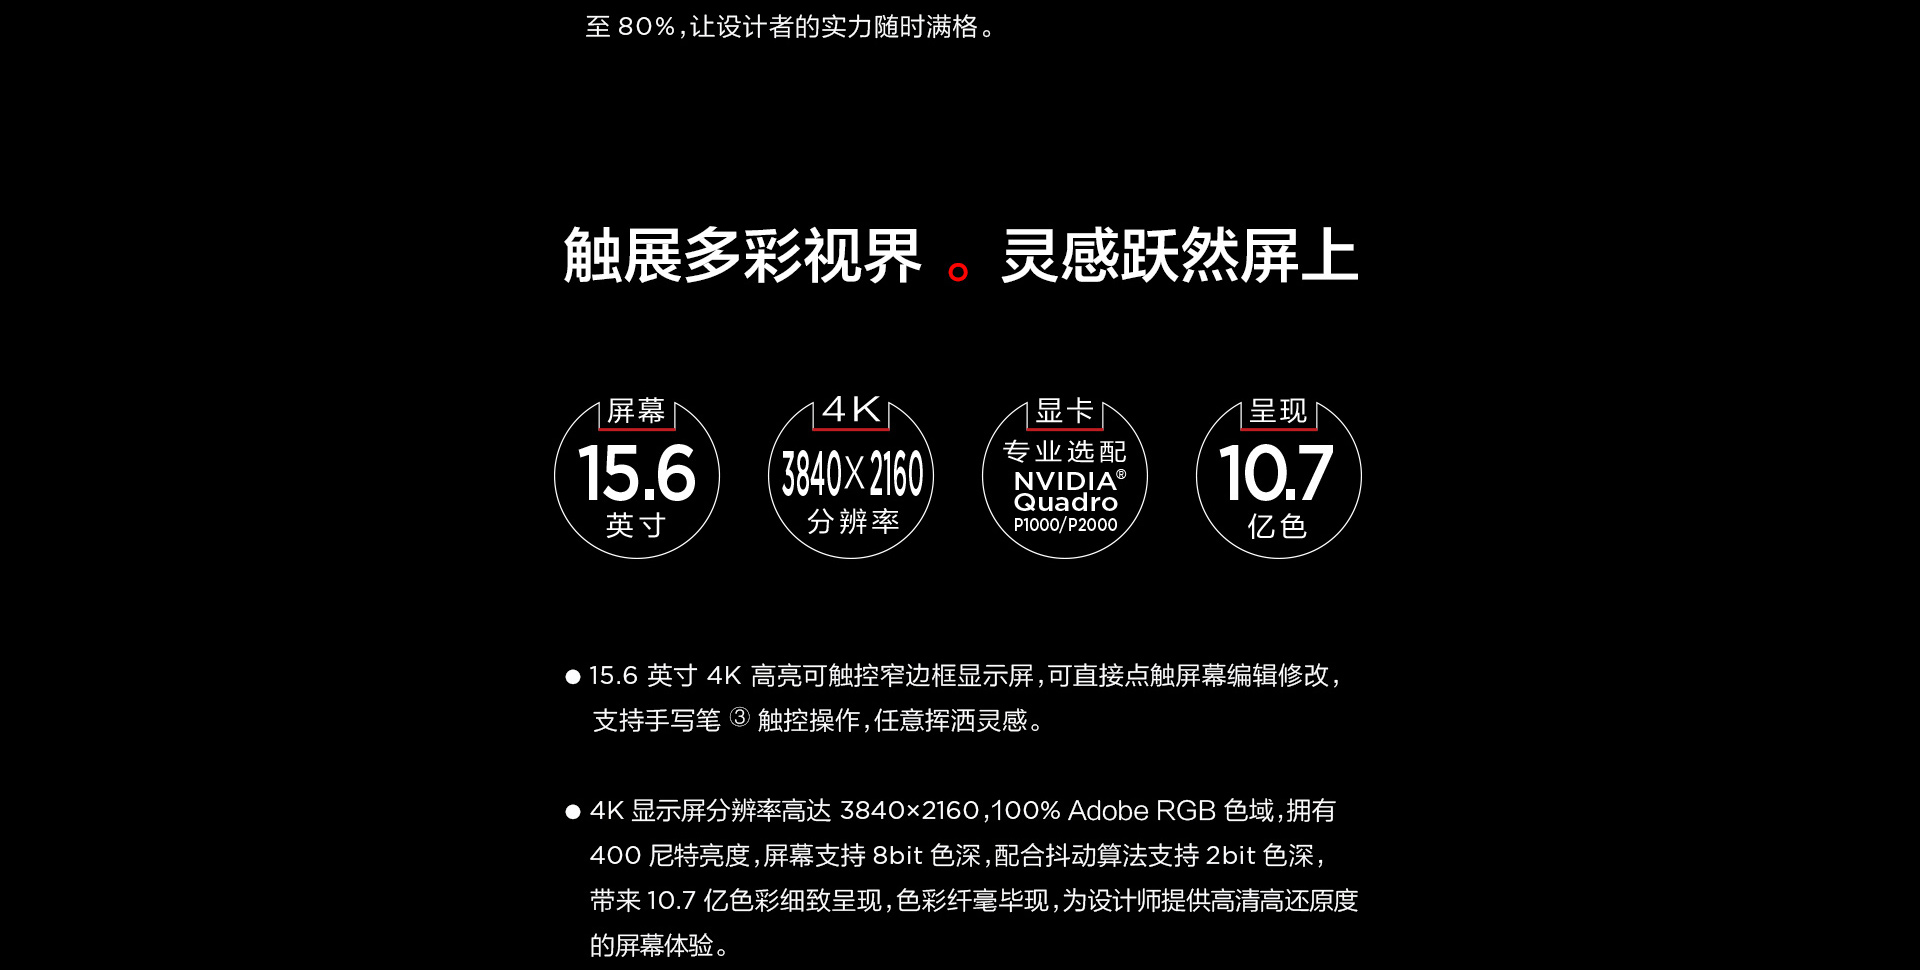 至 80%,让设计者的实力随时满格。
触展多彩视界 。灵感跃然屏上
屏幕
15.6
英寸
4K
3840×2160
分辨率
显卡
专业选配
NVIDIA®
Quadro
P1000/P2000
呈现
10.7
亿色
● 15.6 英寸 4K 高亮可触控窄边框显示屏,可直接点触屏幕编辑修改,
支持手写笔 ③ 触控操作,任意挥洒灵感。
● 4K 显示屏分辨率高达 3840×2160,100% Adobe RGB 色域,拥有
400 尼特亮度,屏幕支持 8bit 色深,配合抖动算法支持 2bit 色深,
带来 10.7 亿色彩细致呈现,色彩纤毫毕现,为设计师提供高清高还原度
的屏幕体验。